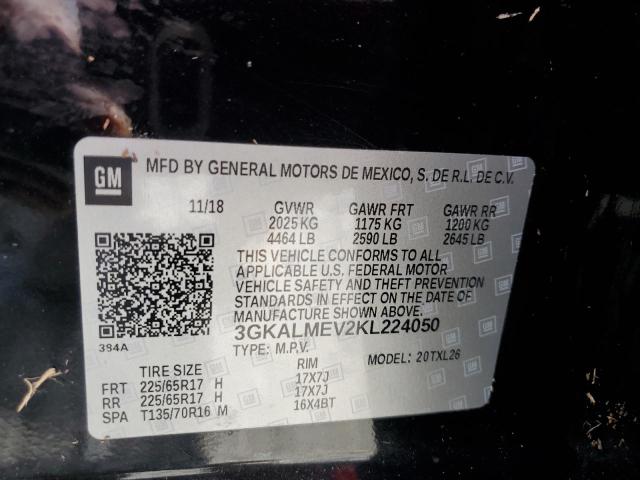 GM
MFD BY GENERAL MOTORS DE MEXICO, S. DE R.L. DE C.V.
11/18 GVWR GAWR FRT GAWR RR
2025 KG 1175 KG 1200 KG
4464 LB 2590 LB 2645 LB
THIS VEHICLE CONFORMS TO ALL
APPLICABLE U.S. FEDERAL MOTOR
VEHICLE SAFETY AND THEFT PREVENTION
STANDARDS IN EFFECT ON THE DATE OF
MANUFACTURE SHOWN ABOVE.
3GKALMEV2KL224050
394A
TYPE: M.P.V. MODEL: 20TXL26
TIRE SIZE RIM
FRT 225/65R17 H 17X7J
RR 225/65R17 H 17X7J
SPA T135/70R16 M 16X4BT